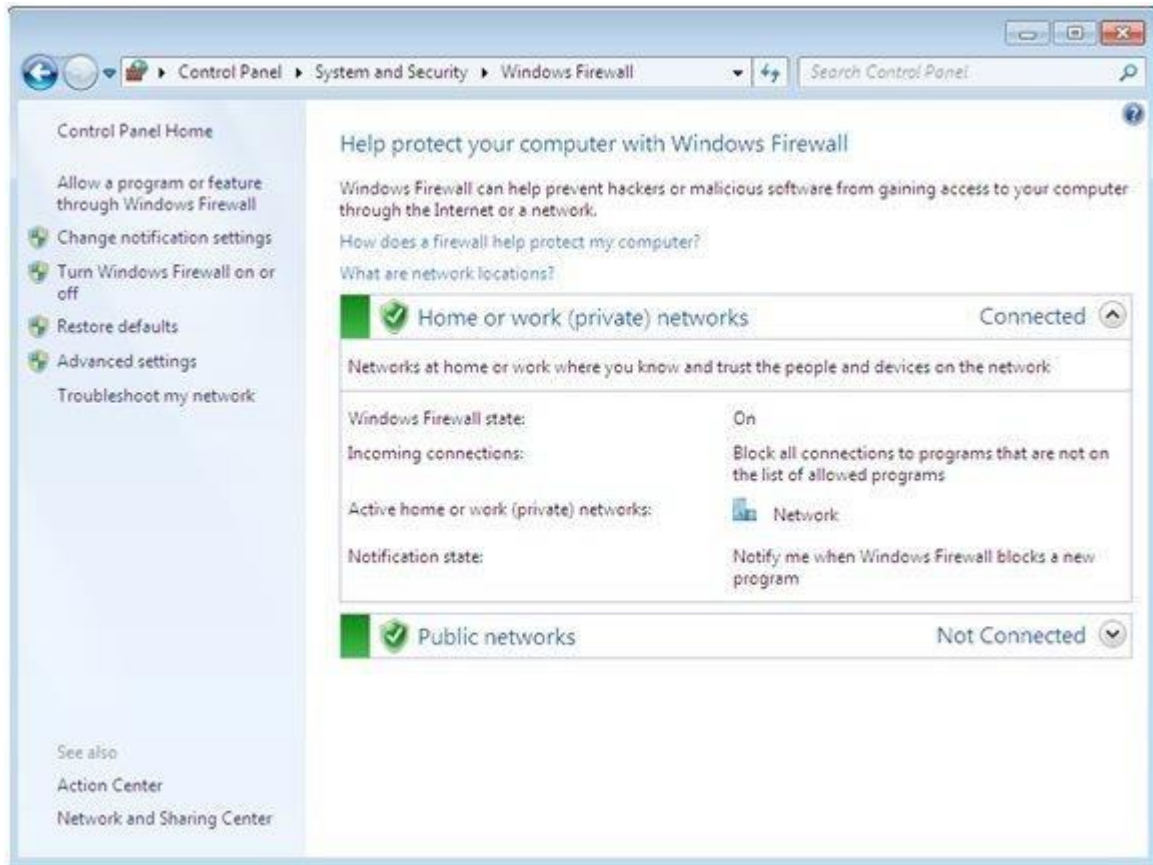 Control Panel ▸ System and Security ▸ Windows Firewall
Search Control Panel
Control Panel Home
Allow a program or feature
through Windows Firewall
Change notification settings
Turn Windows Firewall on or
off
Restore defaults
Advanced settings
Troubleshoot my network
See also
Action Center
Network and Sharing Center
Help protect your computer with Windows Firewall
Windows Firewall can help prevent hackers or malicious software from gaining access to your computer
through the Internet or a network.
How does a firewall help protect my computer?
What are network locations?
Home or work (private) networks Connected
Networks at home or work where you know and trust the people and devices on the network
Windows Firewall state: On
Incoming connections: Block all connections to programs that are not on
the list of allowed programs
Active home or work (private) networks: Network
Notification state: Notify me when Windows Firewall blocks a new
program
Public networks Not Connected